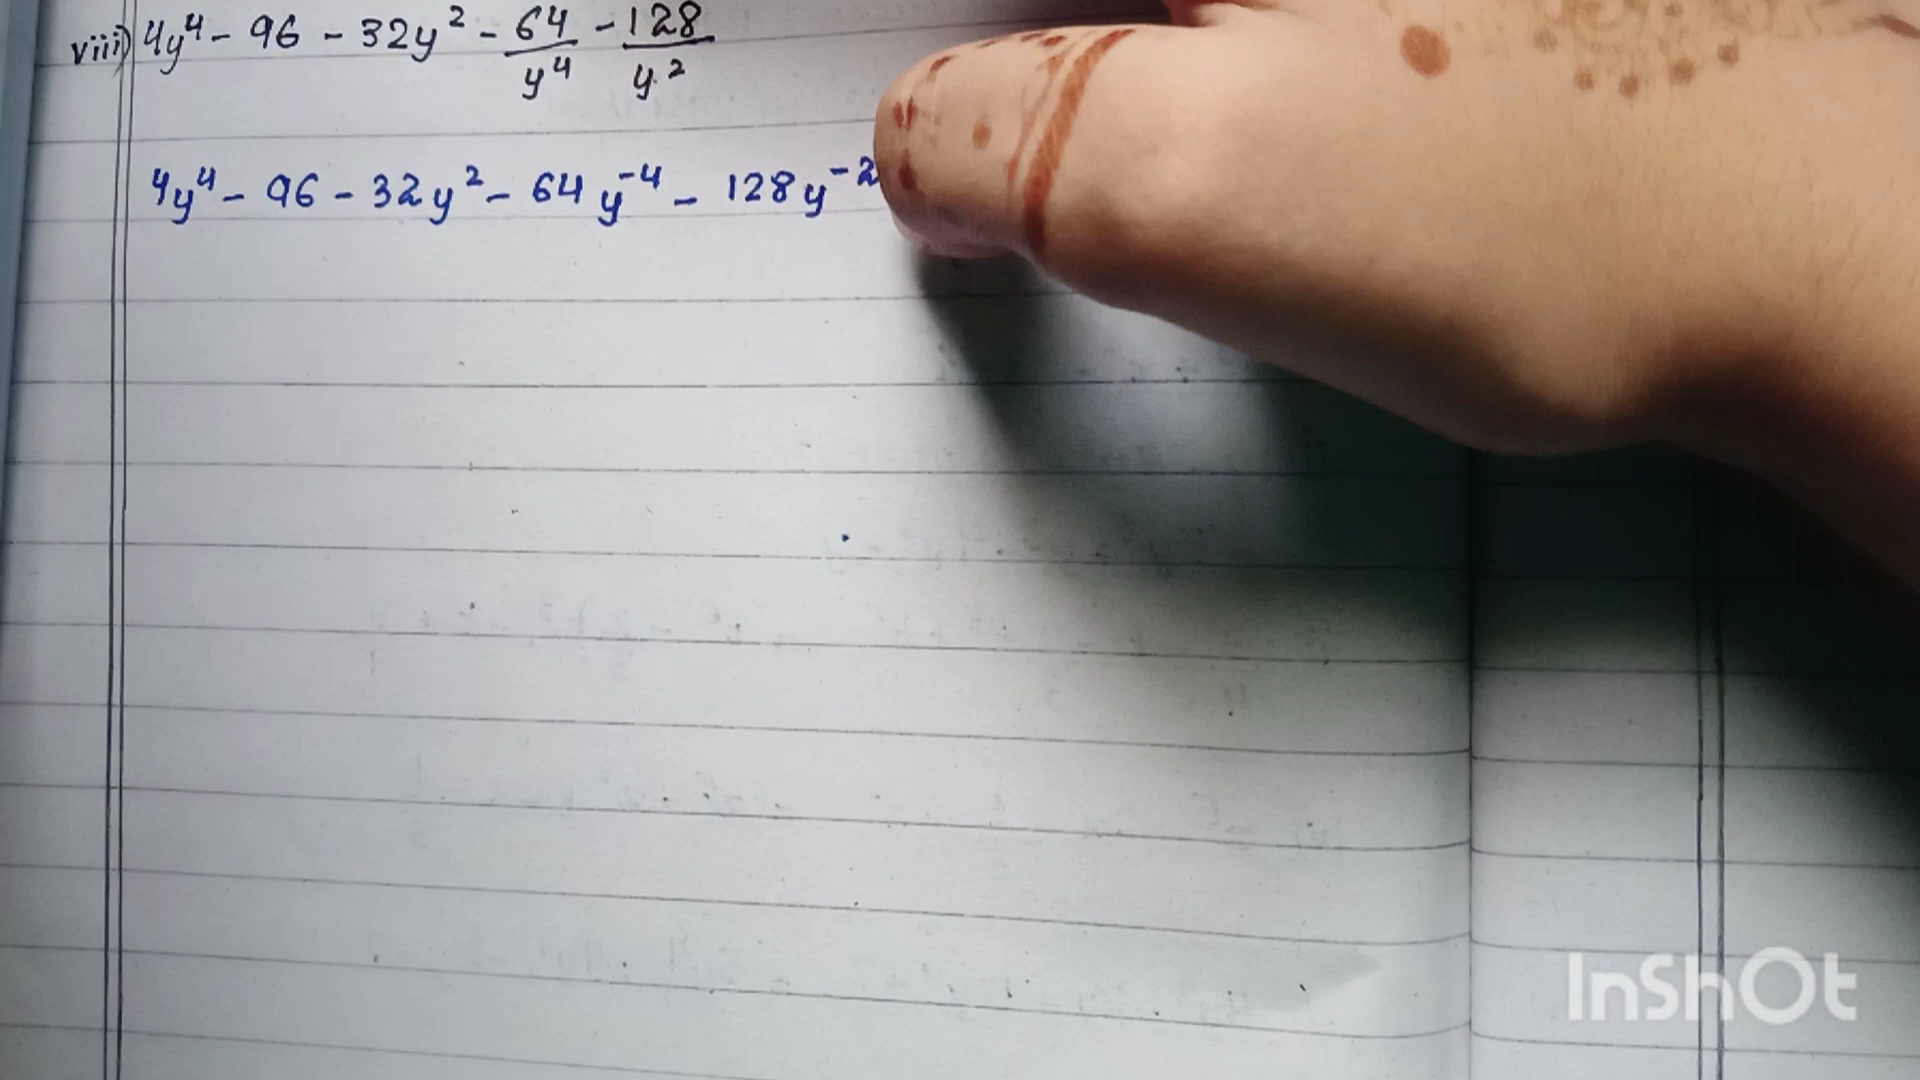 viii) 4y⁴ - 96 - 32y² - 64/y⁴ - 128/y²
4y⁴ - 96 - 32y² - 64y⁻⁴ - 128y⁻²
InShOt